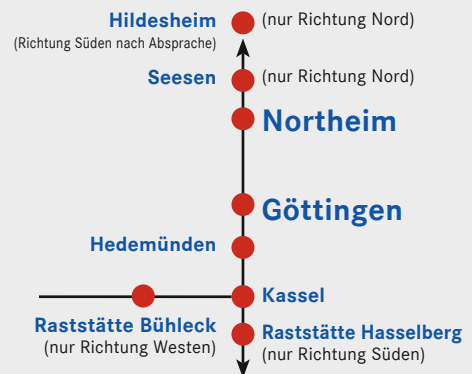 Hildesheim
(Richtung Süden nach Absprache)
(nur Richtung Nord)
Seesen
(nur Richtung Nord)
Northeim
Göttingen
Hedemünden
Kassel
Raststätte Bühleck
(nur Richtung Westen)
Raststätte Hasselberg
(nur Richtung Süden)